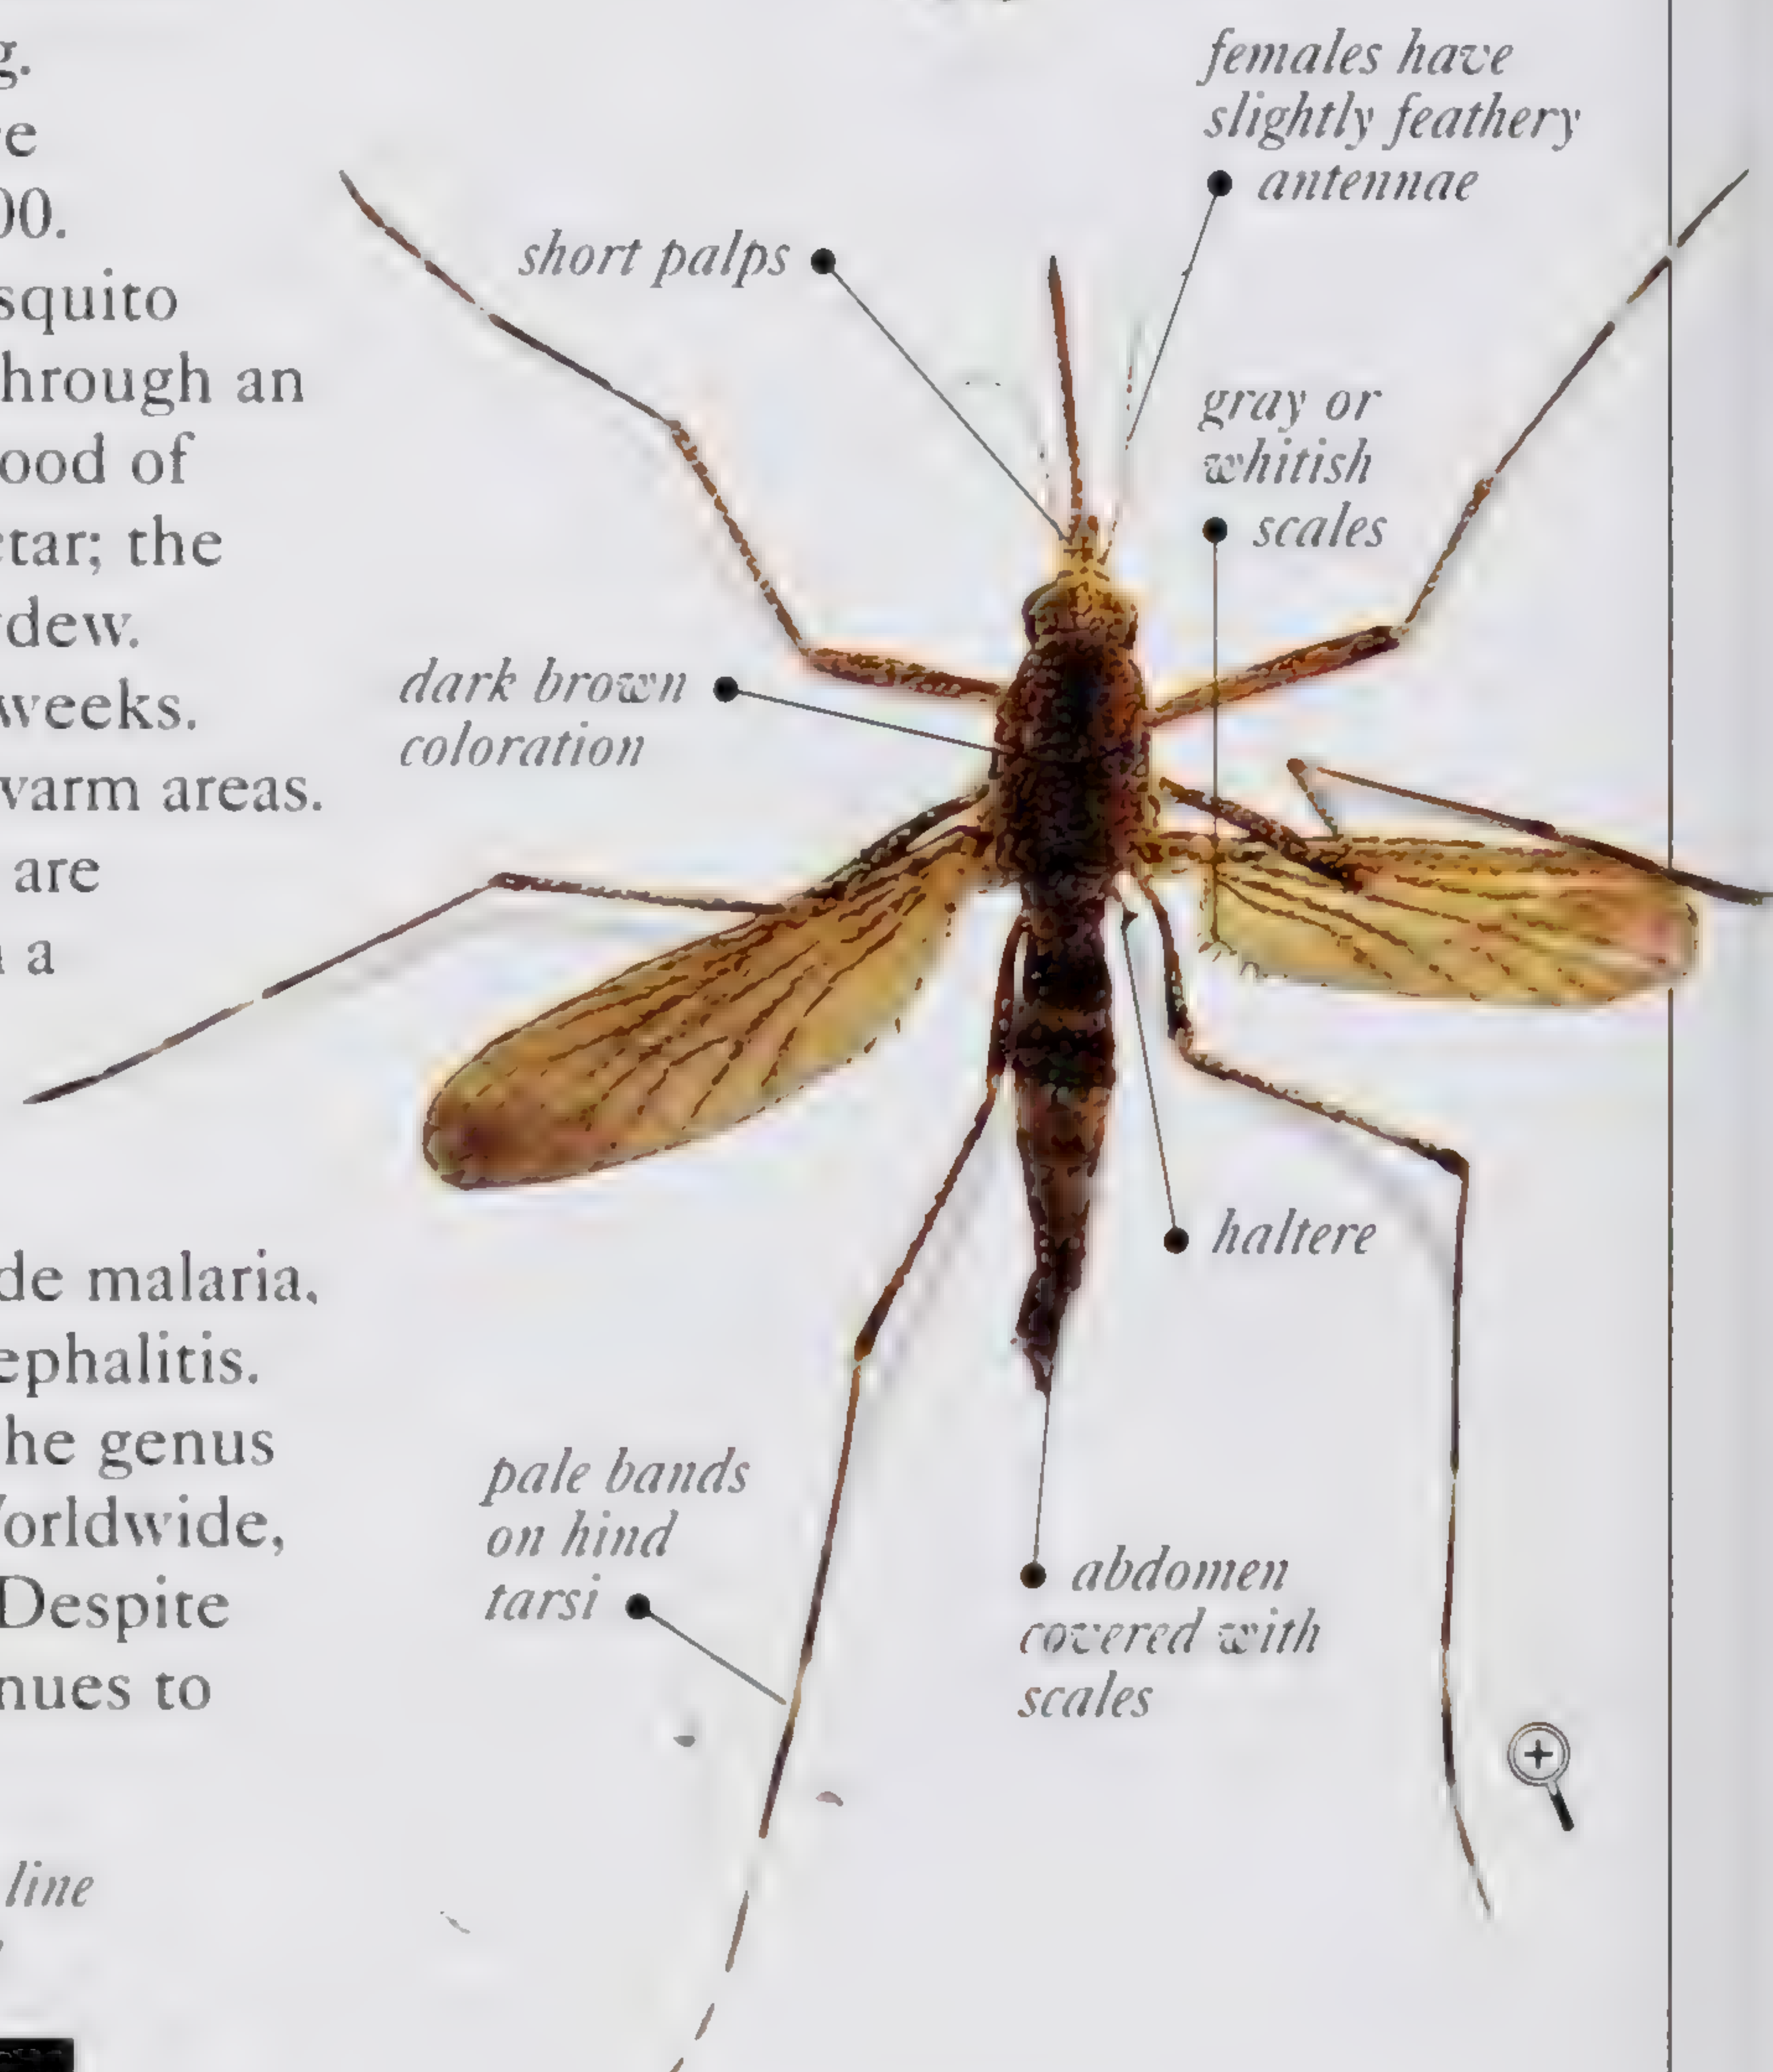 g.
re
00.
squito
hrough an
ood of
ctar; the
dew.
weeks.
warm areas.
are
a
de malaria,
ephalitis.
he genus
orldwide,
Despite
nues to
line
females have
slightly feathery
antennae
short palps
gray or
whitish
scales
dark brown
coloration
haltere
pale bands
on hind
tarsi
abdomen
covered with
scales